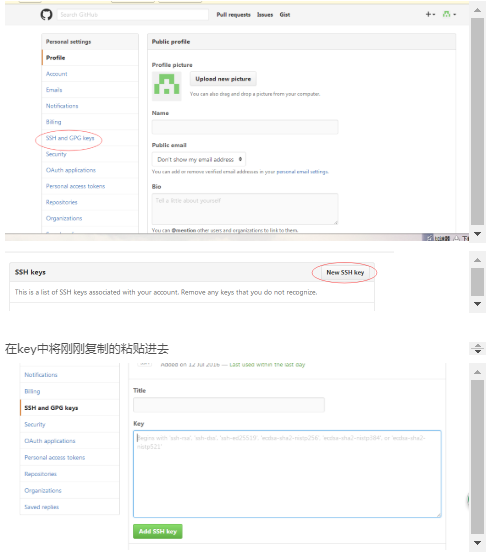 Search GitHub
Pull requests Issues Gist
Personal settings
Profile
Account
Emails
Notifications
Billing
SSH and GPG keys
Security
OAuth applications
Personal access tokens
Repositories
Organizations
Public profile
Profile picture
Upload new picture
You can also drag and drop a picture from your computer.
Name
Public email
Don't show my email address
You can add or remove verified email addresses in your personal email settings.
Bio
Tell a little about yourself
You can @mention other users and organizations to link to them.
SSH keys
New SSH key
This is a list of SSH keys associated with your account. Remove any keys that you do not recognize.
在key中将刚刚复制的粘贴进去
Added on 12 Jul 2016 — Last used within the last day
Notifications
Billing
SSH and GPG keys
Security
OAuth applications
Personal access tokens
Repositories
Organizations
Saved replies
Title
Key
Begins with 'ssh-rsa', 'ssh-dss', 'ssh-ed25519', 'ecdsa-sha2-nistp256', 'ecdsa-sha2-nistp384', or 'ecdsa-sha2-
nistp521'
Add SSH key